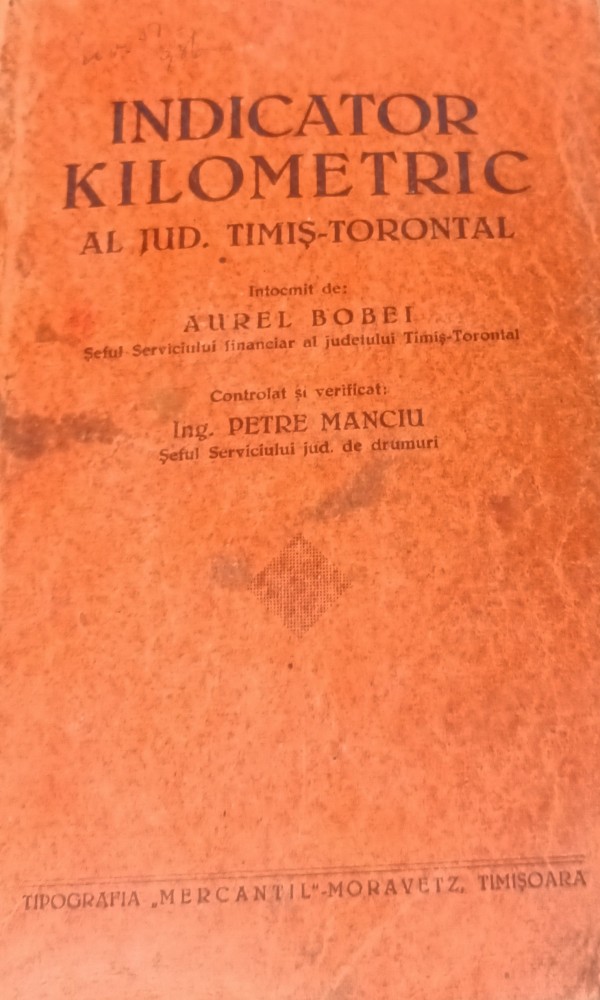 INDICATOR
KILOMETRIC
AL JUD. TIMIȘ-TORONTAL
Intocmit de:
AUREL BOBEI
Șeful Serviciului financiar al județului Timiș-Torontal
Controlat și verificat:
Ing. PETRE MANCIU
Șeful Serviciului jud. de drumuri
TIPOGRAFIA „MERCANTIL"-MORAVETZ, TIMIȘOARA